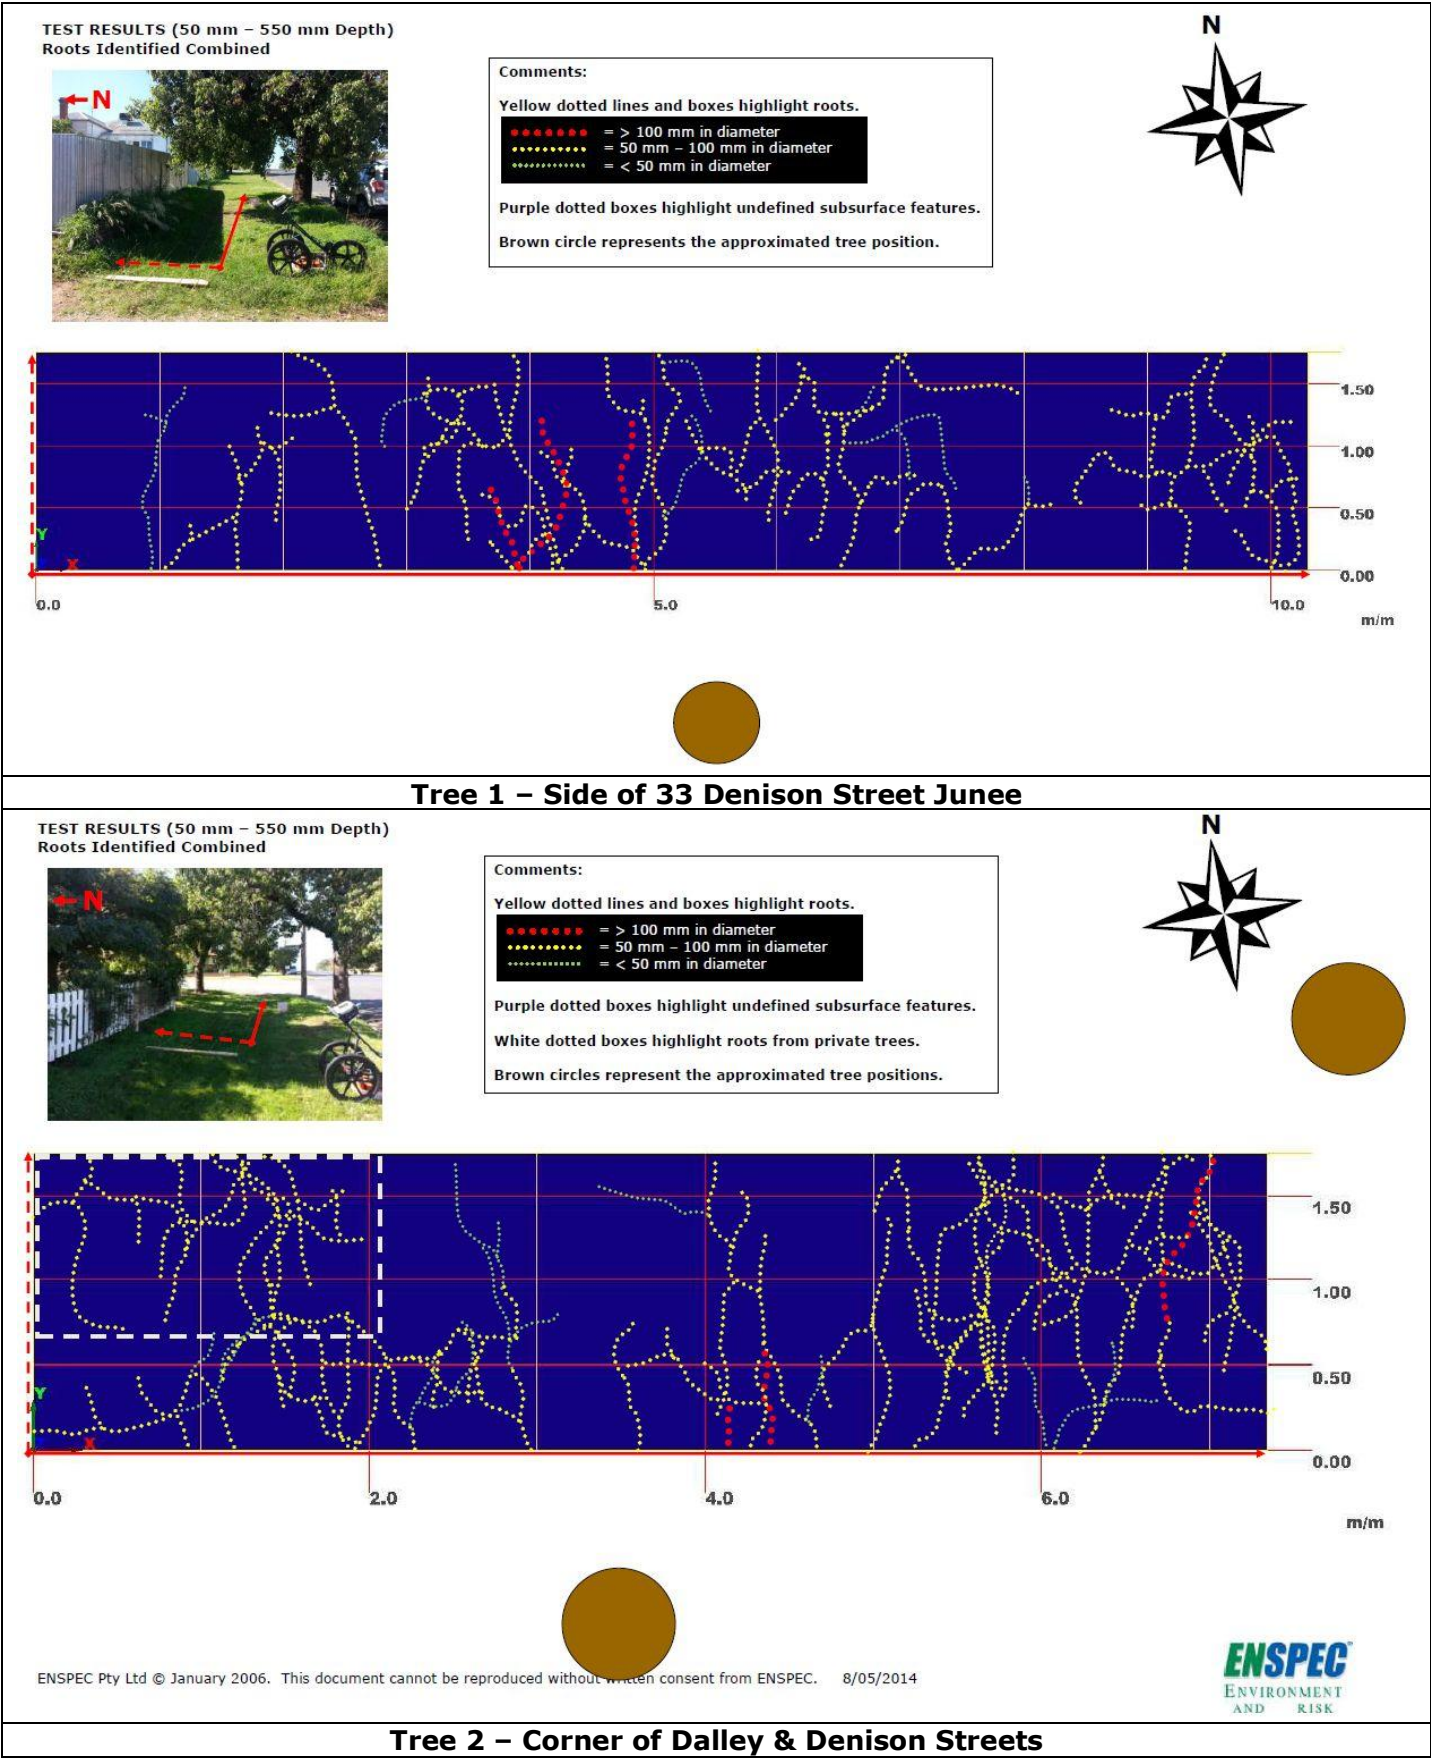 TEST RESULTS (50 mm – 550 mm Depth)
Roots Identified Combined
N
N
Comments:
Yellow dotted lines and boxes highlight roots.
= > 100 mm in diameter
= 50 mm – 100 mm in diameter
= < 50 mm in diameter
Purple dotted boxes highlight undefined subsurface features.
Brown circle represents the approximated tree position.
1.50
1.00
0.50
0.00
Y
X
0.0
5.0
10.0
m/m
Tree 1 – Side of 33 Denison Street Junee
TEST RESULTS (50 mm – 550 mm Depth)
Roots Identified Combined
N
N
Comments:
Yellow dotted lines and boxes highlight roots.
= > 100 mm in diameter
= 50 mm – 100 mm in diameter
= < 50 mm in diameter
Purple dotted boxes highlight undefined subsurface features.
White dotted boxes highlight roots from private trees.
Brown circles represent the approximated tree positions.
1.50
1.00
0.50
0.00
Y
X
0.0
2.0
4.0
6.0
m/m
ENSPEC Pty Ltd © January 2006. This document cannot be reproduced without written consent from ENSPEC. 8/05/2014
ENSPEC
ENVIRONMENT
AND RISK
Tree 2 – Corner of Dalley & Denison Streets